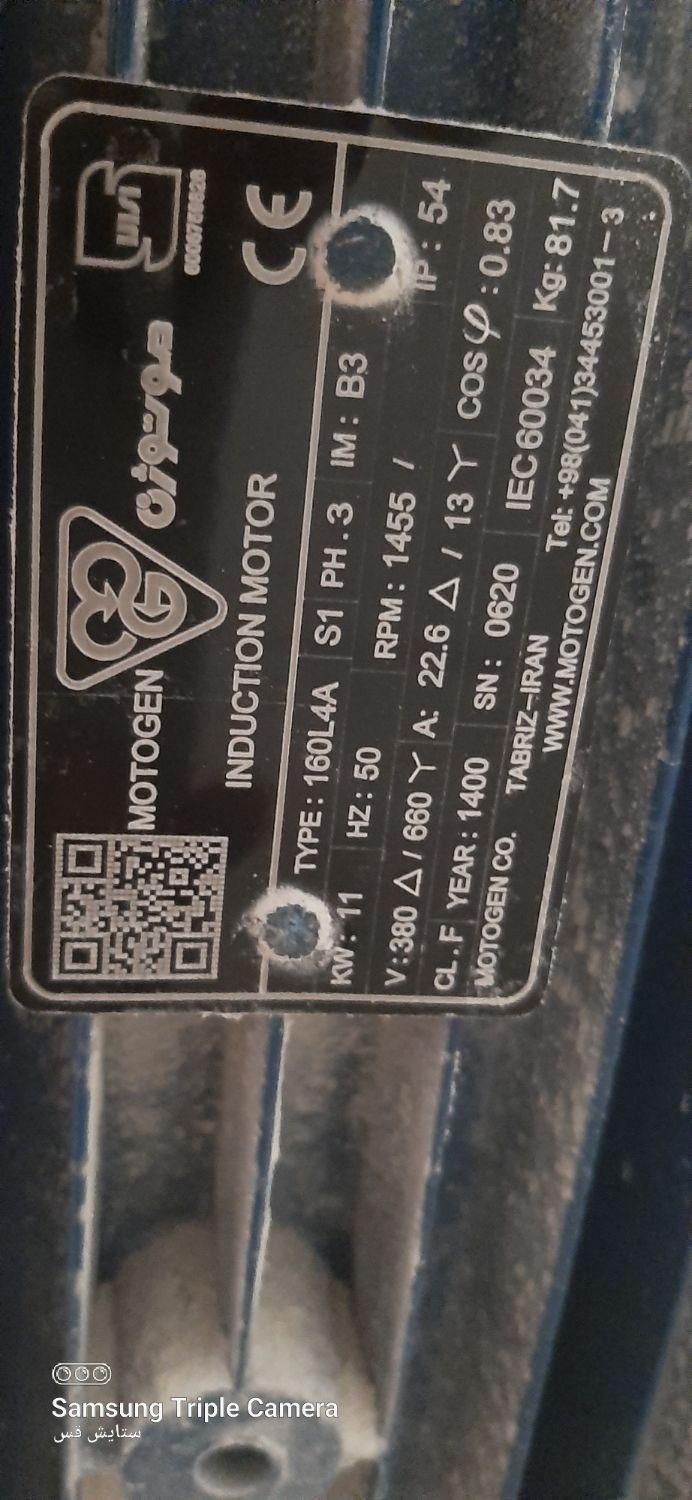 موتوژن
MOTOGEN
INDUCTION MOTOR
CE
TYPE : 160L4A S1 PH . 3 IM : B3
KW : 11 HZ : 50 RPM : 1455 / IP : 54
V : 380 Δ / 660 Y A: 22.6 Δ / 13 Y COS φ : 0.83
CL . F YEAR : 1400 SN : 0620 IEC 60034 Kg: 81.7
MOTOGEN CO. TABRIZ-IRAN Tel: +98(041)34453001-3
WWW.MOTOGEN.COM
Samsung Triple Camera
ستایش قس